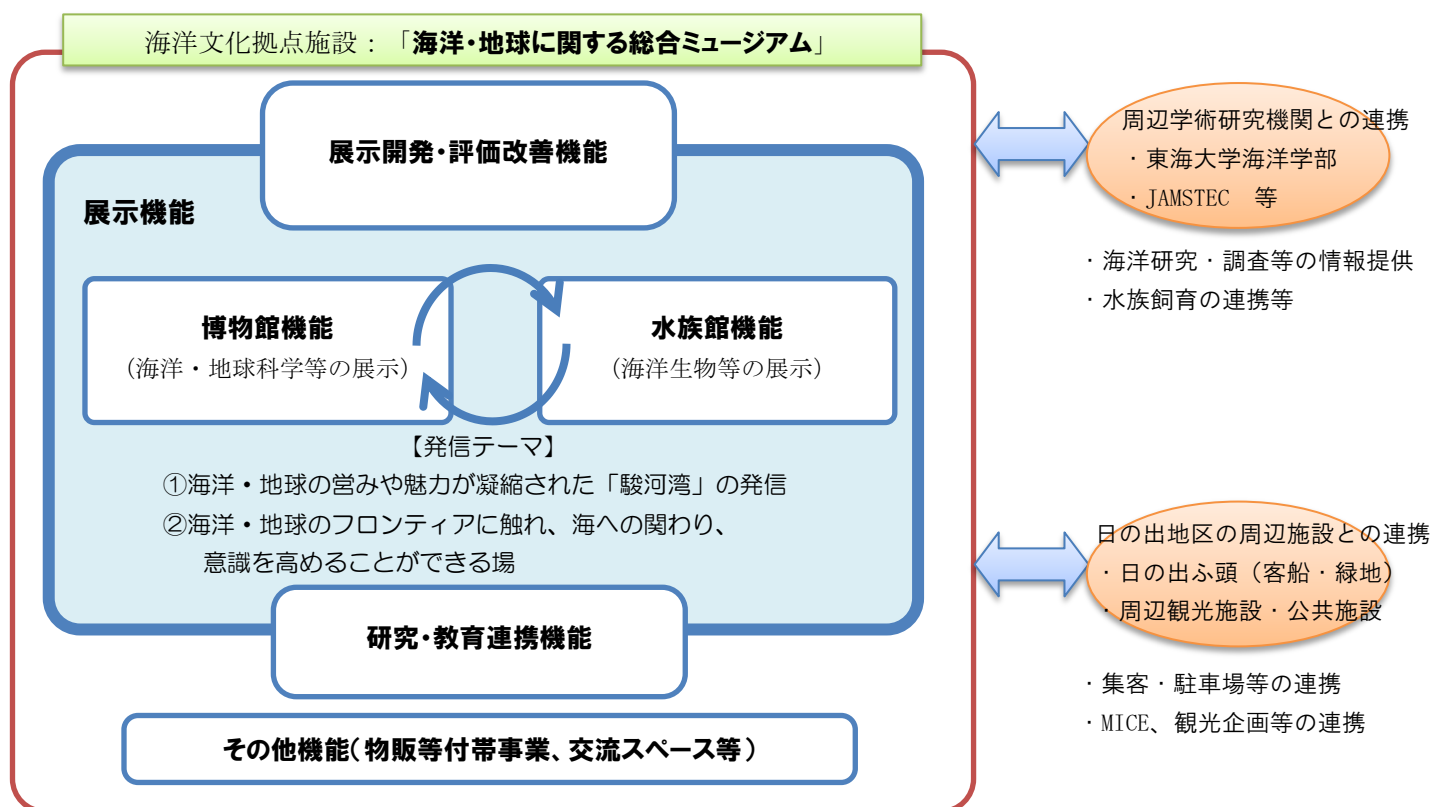 海洋文化拠点施設：「海洋・地球に関する総合ミュージアム」
展示開発・評価改善機能
展示機能
博物館機能
（海洋・地球科学等の展示）
水族館機能
（海洋生物等の展示）
【発信テーマ】
①海洋・地球の営みや魅力が凝縮された「駿河湾」の発信
②海洋・地球のフロンティアに触れ、海への関わり、
意識を高めることができる場
研究・教育連携機能
その他機能（物販等付帯事業、交流スペース等）
周辺学術研究機関との連携
・東海大学海洋学部
・JAMSTEC　等
・海洋研究・調査等の情報提供
・水族飼育の連携等
日の出地区の周辺施設との連携
・日の出ふ頭（客船・緑地）
・周辺観光施設・公共施設
・集客・駐車場等の連携
・MICE、観光企画等の連携